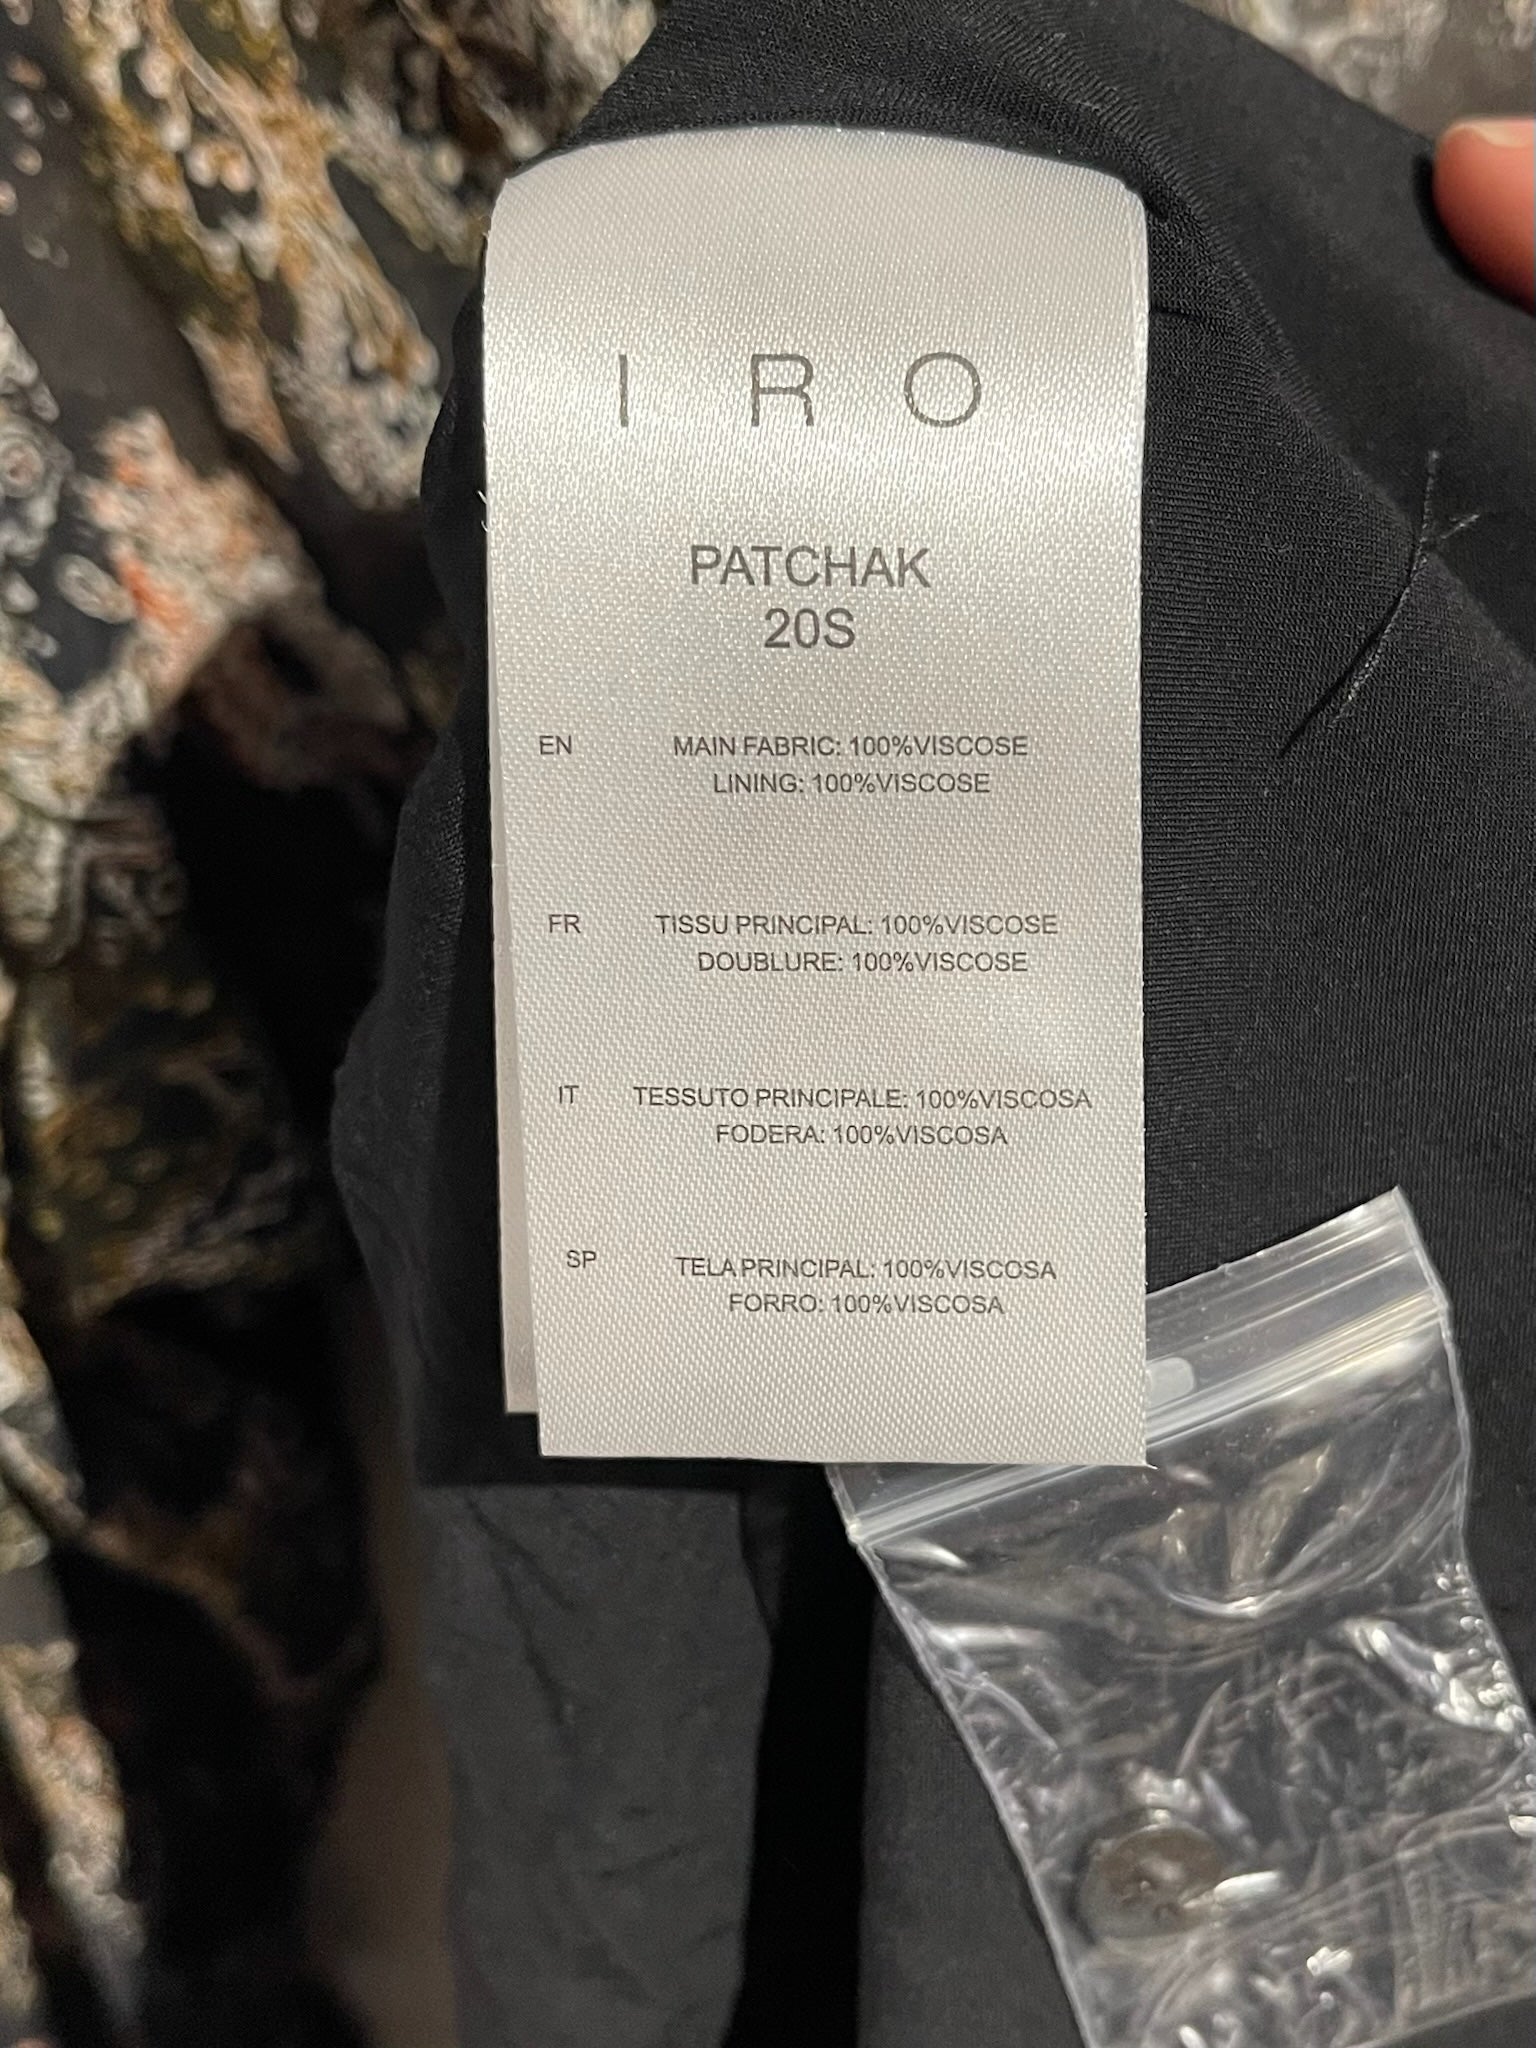 IRO
PATCHAK
20S
EN MAIN FABRIC: 100%VISCOSE
LINING: 100%VISCOSE
FR TISSU PRINCIPAL: 100%VISCOSE
DOUBLURE: 100%VISCOSE
IT TESSUTO PRINCIPALE: 100%VISCOSA
FODERA: 100%VISCOSA
SP TELA PRINCIPAL: 100%VISCOSA
FORRO: 100%VISCOSA